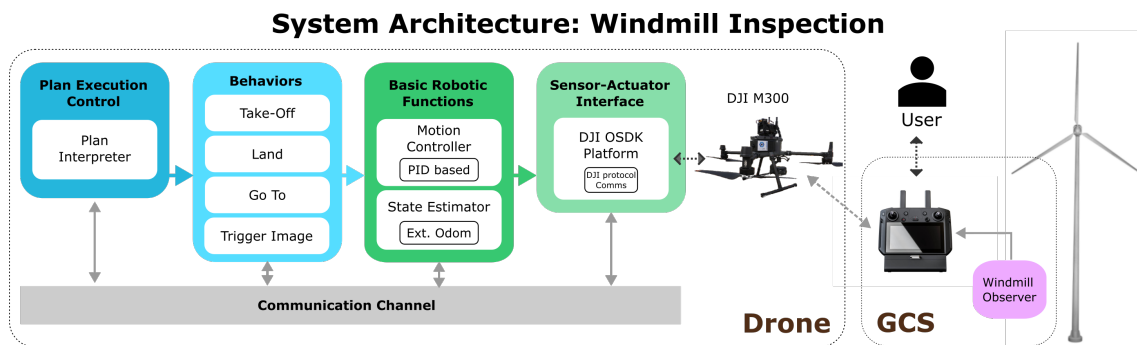 System Architecture: Windmill Inspection
Plan Execution
Control
Plan
Interpreter
Behaviors
Take-Off
Land
Go To
Trigger Image
Basic Robotic
Functions
Motion
Controller
PID based
State Estimator
Ext. Odom
Sensor-Actuator
Interface
DJI OSDK
Platform
DJI protocol
Comms
DJI M300
User
Windmill
Observer
Communication Channel
Drone
GCS